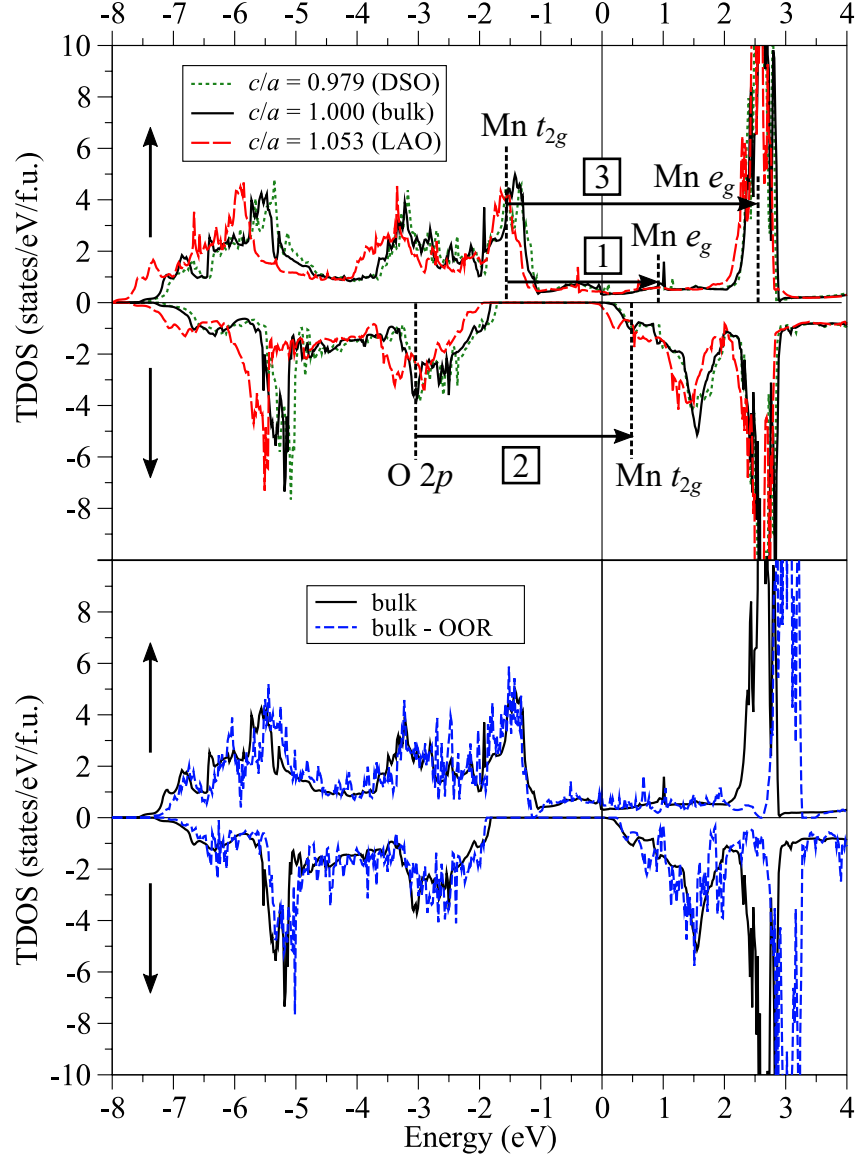 -8 -7 -6 -5 -4 -3 -2 -1 0 1 2 3 4
10
8
6
4
2
0
-2
-4
-6
-8
TDOS (states/eV/f.u.)
c/a = 0.979 (DSO)
c/a = 1.000 (bulk)
c/a = 1.053 (LAO)
Mn t2g
3
Mn eg
1
Mn eg
2
O 2p
Mn t2g
8
6
4
2
0
-2
-4
-6
-8
-10
TDOS (states/eV/f.u.)
bulk
bulk - OOR
-8 -7 -6 -5 -4 -3 -2 -1 0 1 2 3 4
Energy (eV)